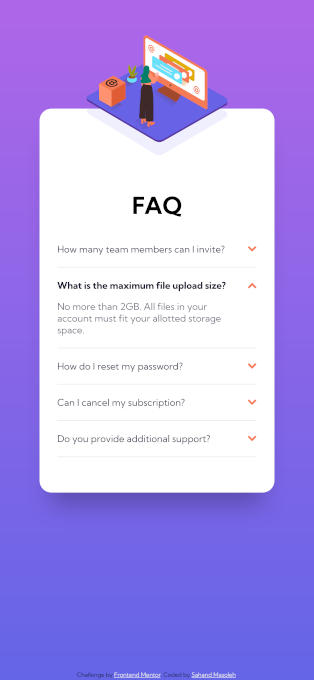 FAQ
How many team members can I invite?
What is the maximum file upload size?
No more than 2GB. All files in your
account must fit your allotted storage
space.
How do I reset my password?
Can I cancel my subscription?
Do you provide additional support?
Challenge by Frontend Mentor. Coded by Sahand Masoleh